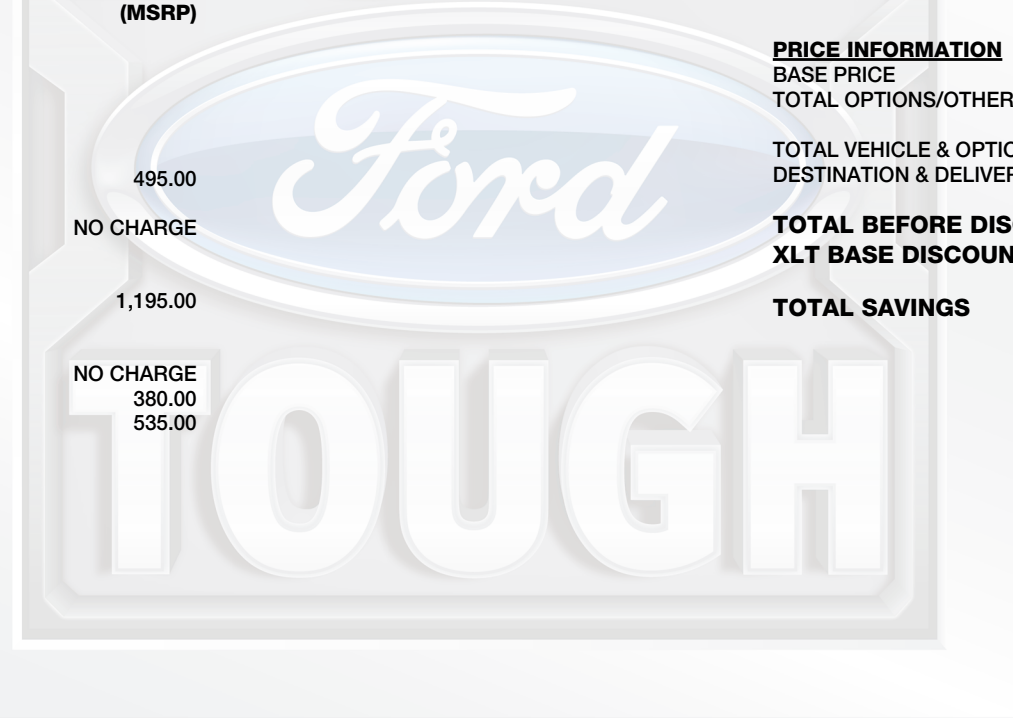 (MSRP)
495.00
NO CHARGE
1,195.00
NO CHARGE
380.00
535.00
PRICE INFORMATION
BASE PRICE
TOTAL OPTIONS/OTHER
TOTAL VEHICLE & OPTIO
DESTINATION & DELIVER
TOTAL BEFORE DIS
XLT BASE DISCOUN
TOTAL SAVINGS
Ford
TOUGH